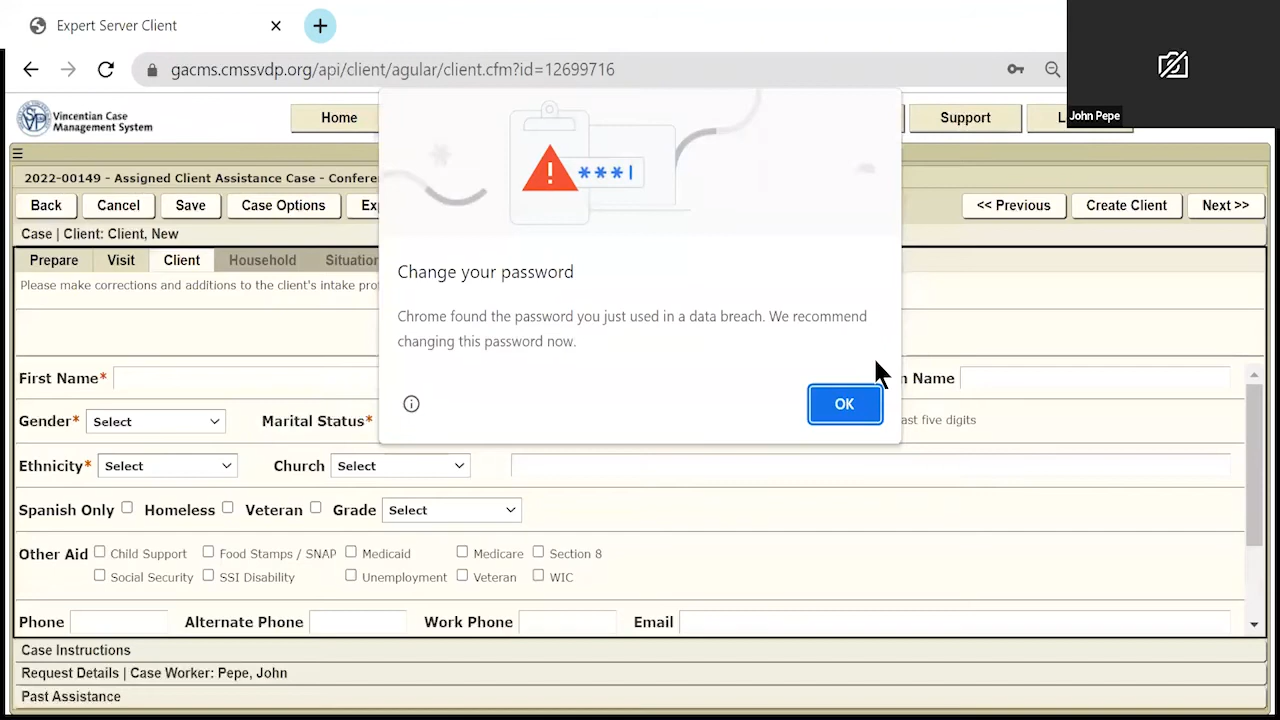 Expert Server Client
gacms.cmssvdp.org/api/client/agular/client.cfm?id=12699716
John Pepe
Vincentian Case
Management System
Home
Support
L
2022-00149 - Assigned Client Assistance Case - Confere
Back Cancel Save Case Options Exp << Previous Create Client Next >>
Case | Client: Client, New
Prepare Visit Client Household Situation
Please make corrections and additions to the client's intake pro
***
Change your password
Chrome found the password you just used in a data breach. We recommend
changing this password now.
OK
First Name* n Name
Gender* Select Marital Status* ast five digits
Ethnicity* Select Church Select
Spanish Only Homeless Veteran Grade Select
Other Aid Child Support Food Stamps / SNAP Medicaid Medicare Section 8
Social Security SSI Disability Unemployment Veteran WIC
Phone Alternate Phone Work Phone Email
Case Instructions
Request Details | Case Worker: Pepe, John
Past Assistance